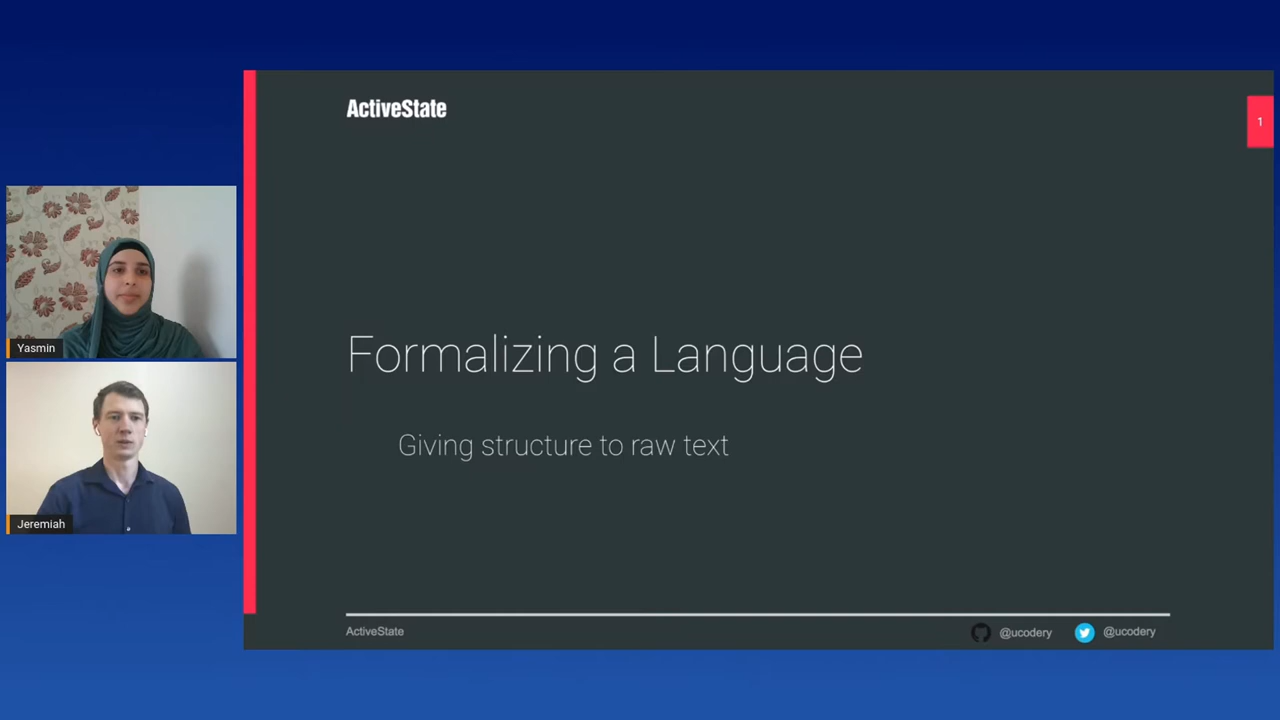 ActiveState
1
Yasmin
Formalizing a Language
Giving structure to raw text
Jeremiah
ActiveState
@ucodery
@ucodery